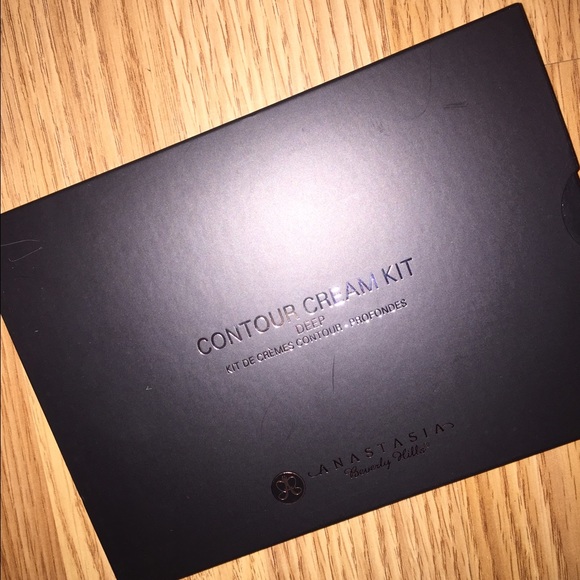 CONTOUR CREAM KIT
DEEP
KIT DE CRÈMES CONTOUR · PROFONDES
ANASTASIA
Beverly Hills